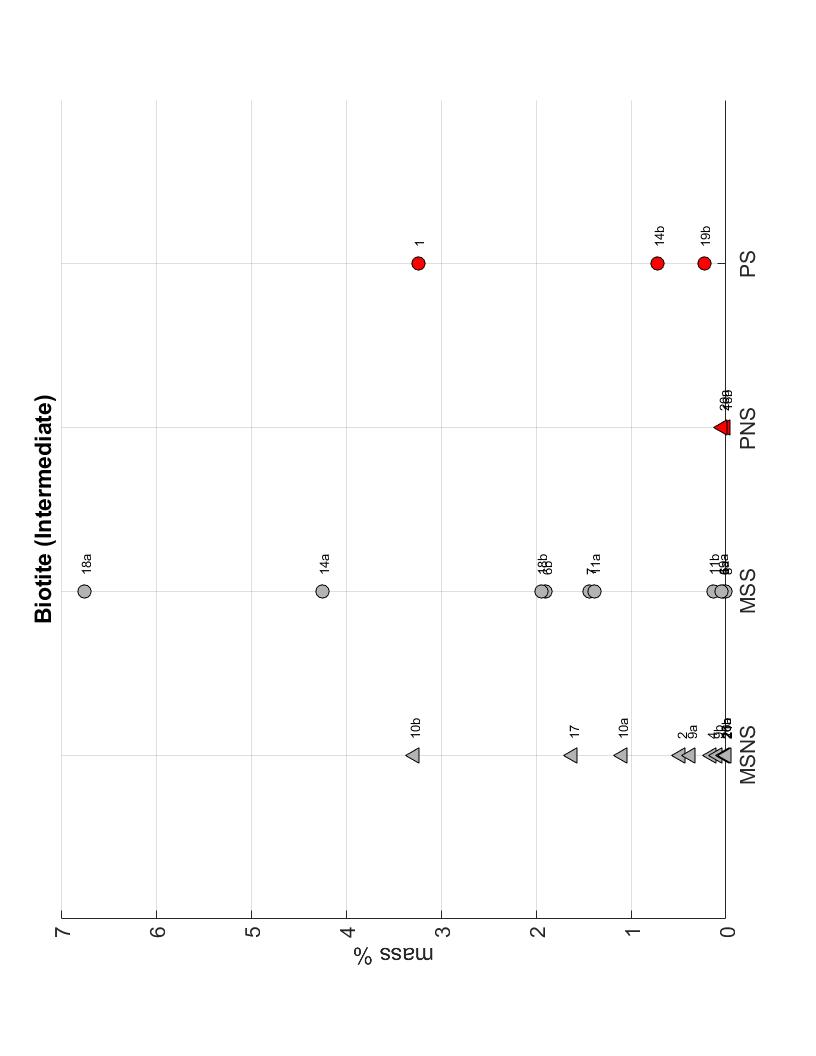 Biotite (Intermediate)
7
18a
6
5
14a
4
mass %
10b
1
3
2
18b
6b
17
7
11a
10a
1
14b
2
9a
19b
4
11b
9b
0
MSNS
MSS
PNS
PS